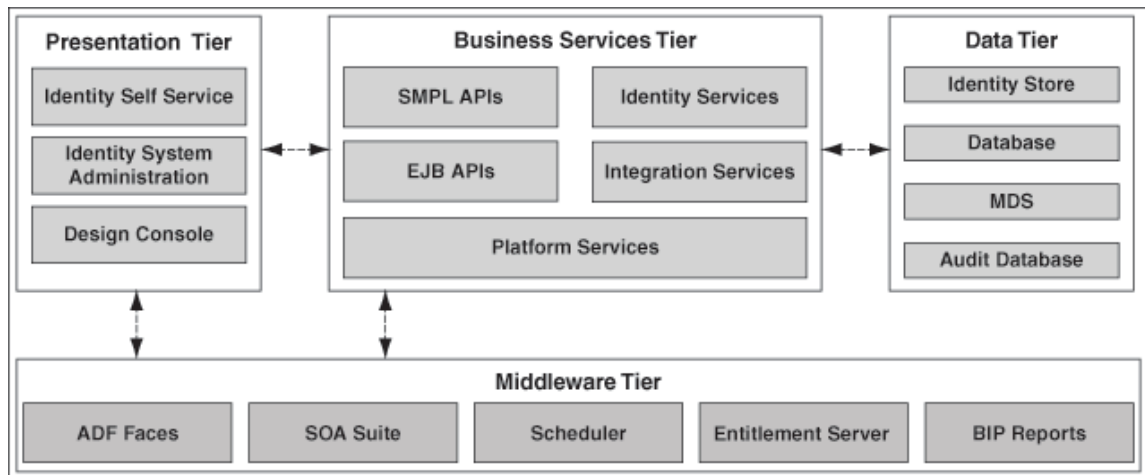 Presentation Tier
Identity Self Service
Identity System
Administration
Design Console
Business Services Tier
SMPL APIs
Identity Services
EJB APIs
Integration Services
Platform Services
Data Tier
Identity Store
Database
MDS
Audit Database
Middleware Tier
ADF Faces
SOA Suite
Scheduler
Entitlement Server
BIP Reports